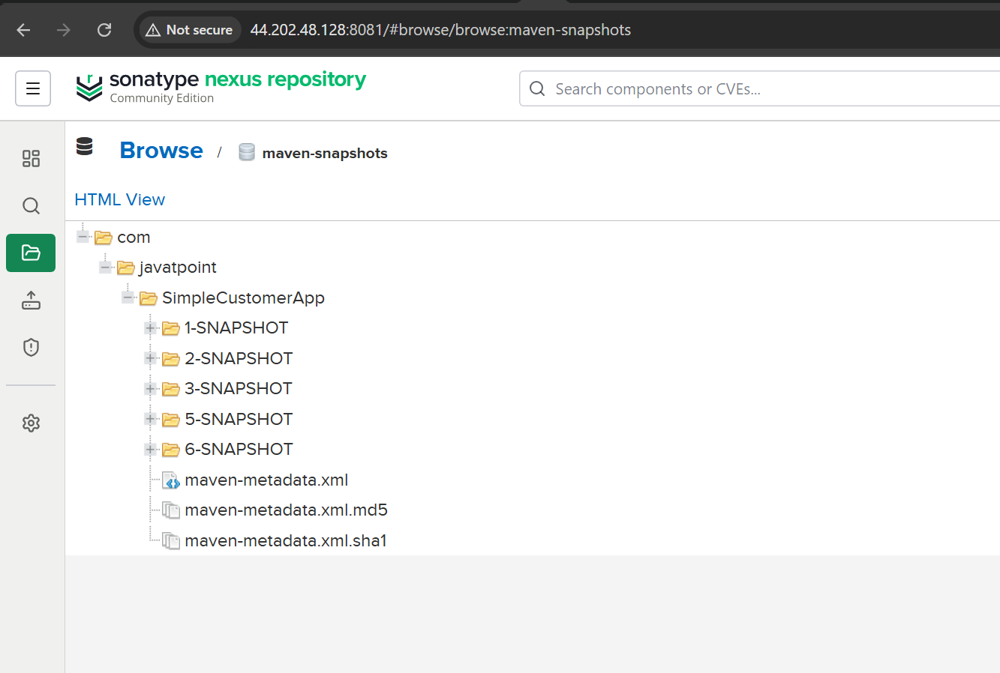 Not secure 44.202.48.128:8081/#browse/browse:maven-snapshots
sonatype nexus repository
Community Edition
Search components or CVEs...
Browse / maven-snapshots
HTML View
com
javatpoint
SimpleCustomerApp
1-SNAPSHOT
2-SNAPSHOT
3-SNAPSHOT
5-SNAPSHOT
6-SNAPSHOT
maven-metadata.xml
maven-metadata.xml.md5
maven-metadata.xml.sha1